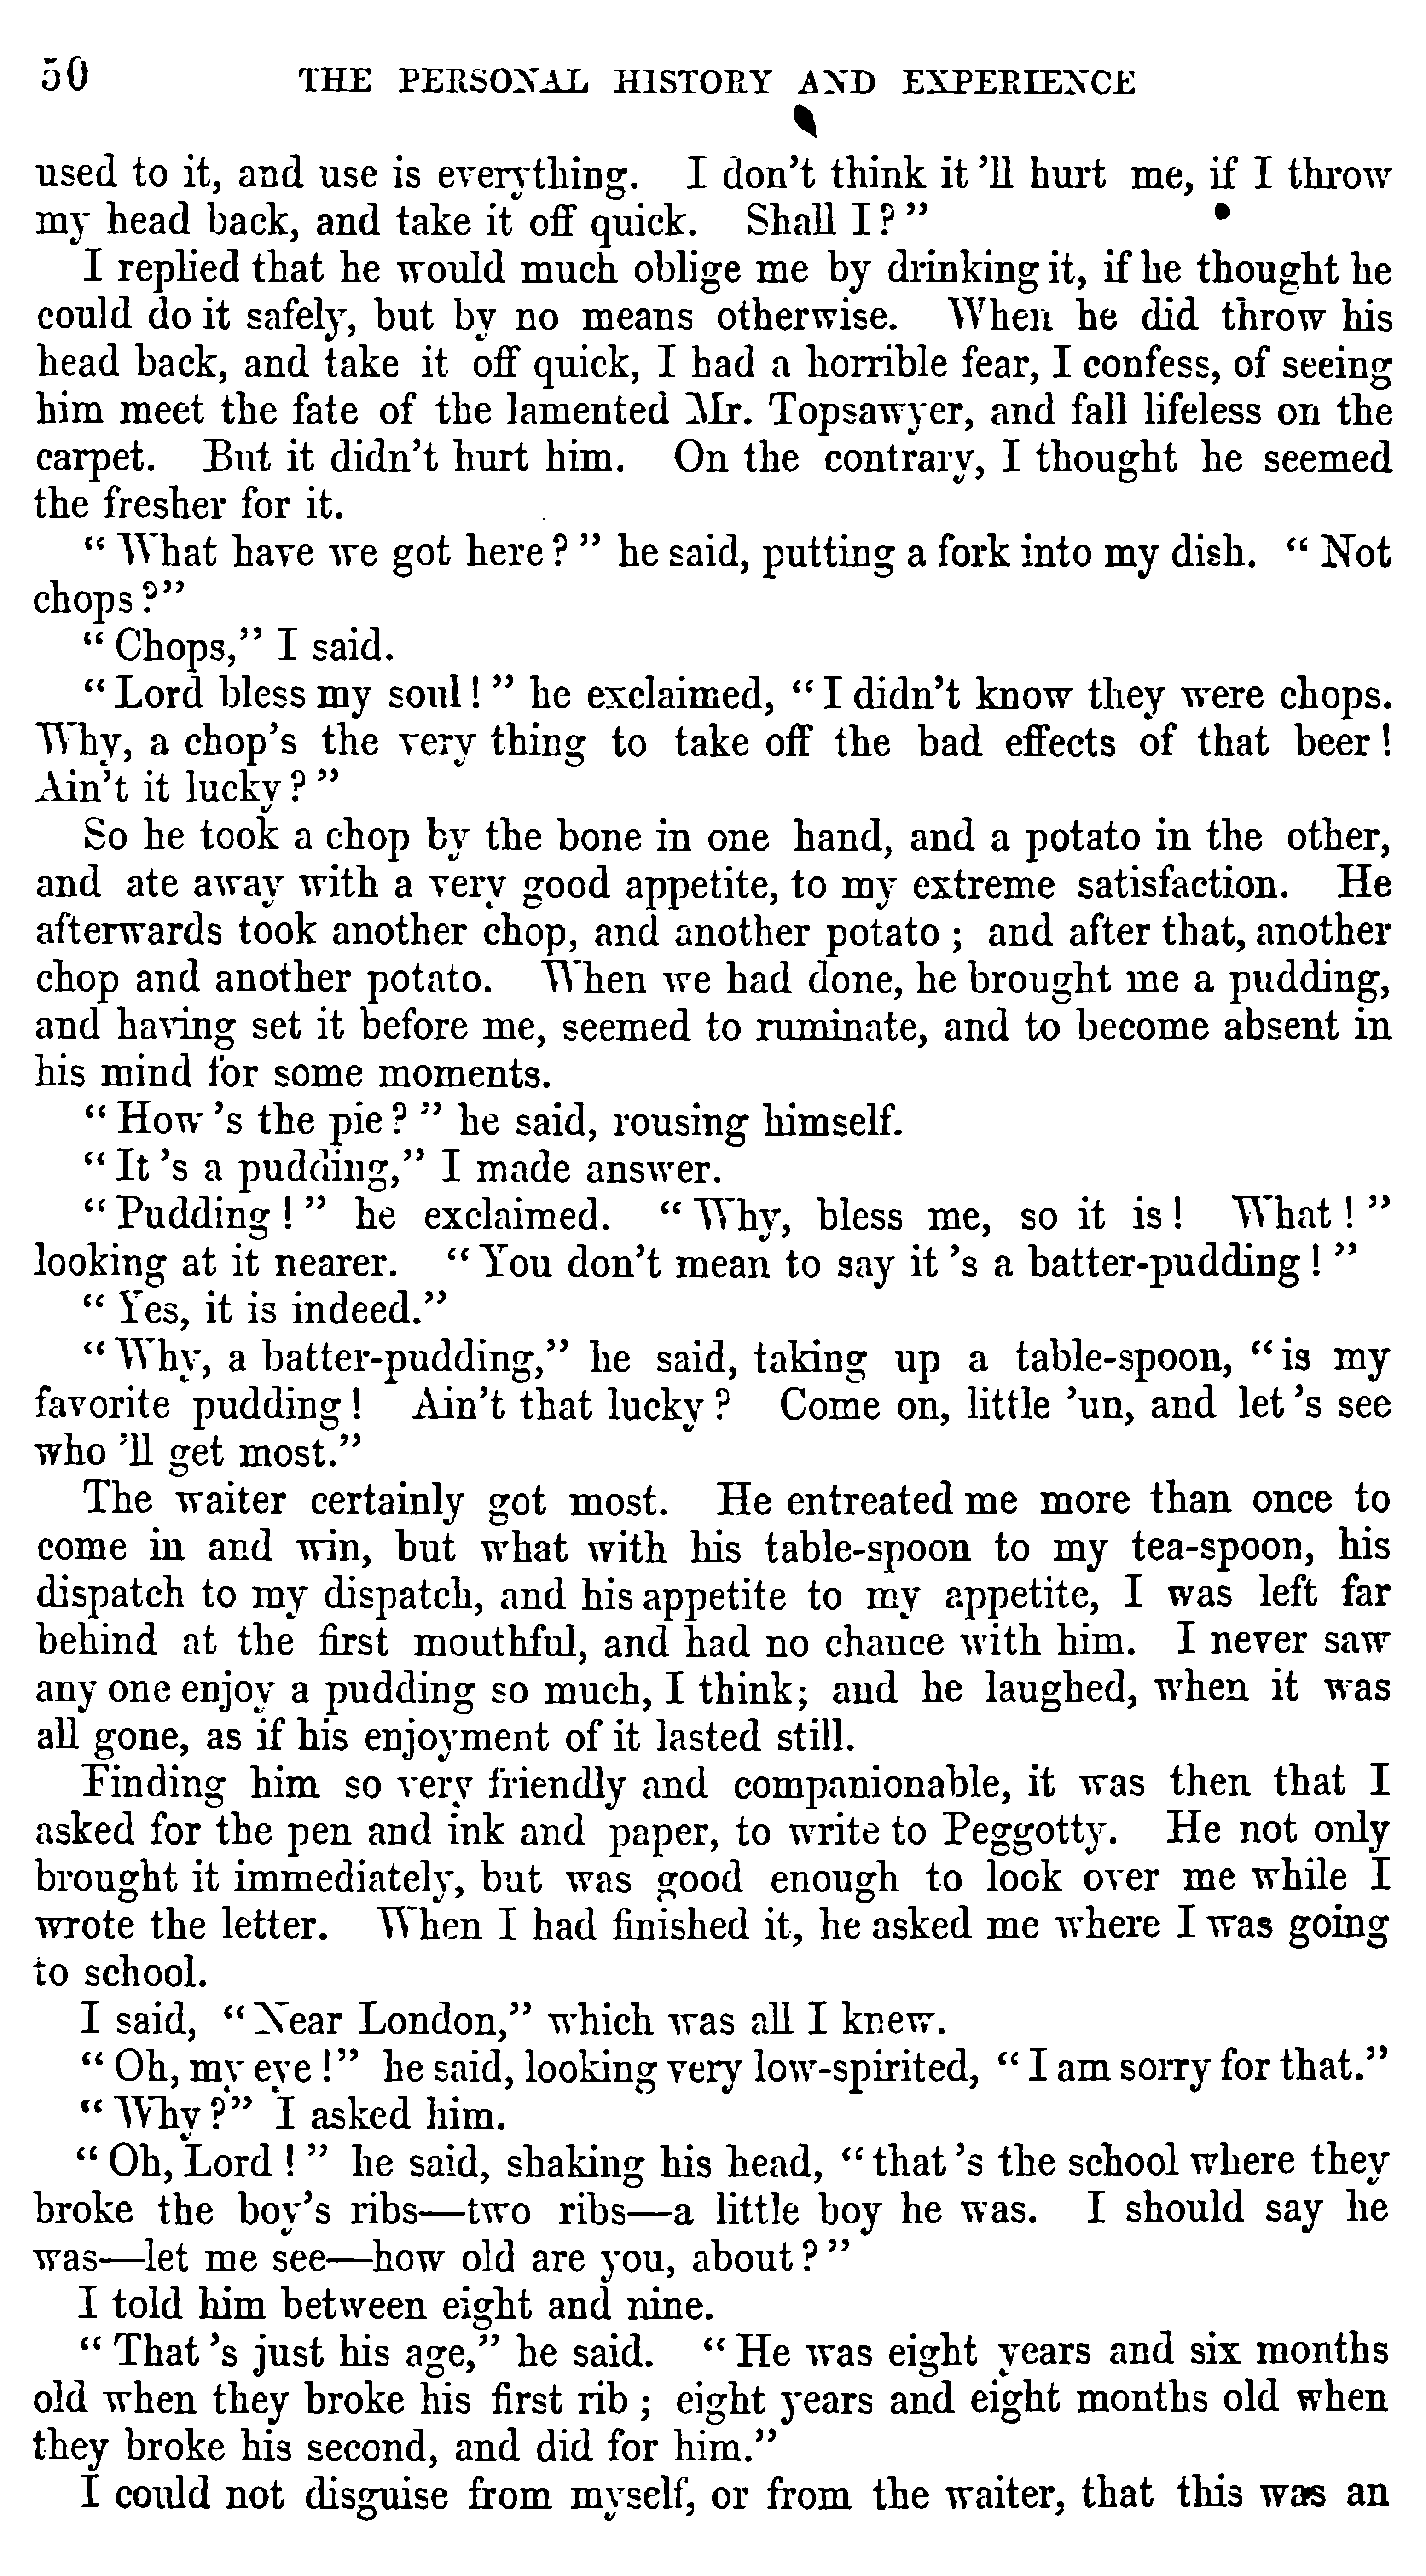 50 THE PERSONAL HISTORY AND EXPERIENCE
used to it, and use is everything. I don't think it 'll hurt me, if I throw
my head back, and take it off quick. Shall I?"
I replied that he would much oblige me by drinking it, if he thought he
could do it safely, but by no means otherwise. When he did throw his
head back, and take it off quick, I had a horrible fear, I confess, of seeing
him meet the fate of the lamented Mr. Topsawyer, and fall lifeless on the
carpet. But it didn't hurt him. On the contrary, I thought he seemed
the fresher for it.
"What have we got here?" he said, putting a fork into my dish. "Not
chops?"
"Chops," I said.
"Lord bless my soul!" he exclaimed, "I didn't know they were chops.
Why, a chop's the very thing to take off the bad effects of that beer!
Ain't it lucky?"
So he took a chop by the bone in one hand, and a potato in the other,
and ate away with a very good appetite, to my extreme satisfaction. He
afterwards took another chop, and another potato; and after that, another
chop and another potato. When we had done, he brought me a pudding,
and having set it before me, seemed to ruminate, and to become absent in
his mind for some moments.
"How 's the pie?" he said, rousing himself.
"It 's a pudding," I made answer.
"Pudding!" he exclaimed. "Why, bless me, so it is! What!"
looking at it nearer. "You don't mean to say it 's a batter-pudding!"
"Yes, it is indeed."
"Why, a batter-pudding," he said, taking up a table-spoon, "is my
favorite pudding! Ain't that lucky? Come on, little 'un, and let 's see
who 'll get most."
The waiter certainly got most. He entreated me more than once to
come in and win, but what with his table-spoon to my tea-spoon, his
dispatch to my dispatch, and his appetite to my appetite, I was left far
behind at the first mouthful, and had no chance with him. I never saw
any one enjoy a pudding so much, I think; and he laughed, when it was
all gone, as if his enjoyment of it lasted still.
Finding him so very friendly and companionable, it was then that I
asked for the pen and ink and paper, to write to Peggotty. He not only
brought it immediately, but was good enough to look over me while I
wrote the letter. When I had finished it, he asked me where I was going
to school.
I said, "Near London," which was all I knew.
"Oh, my eye!" he said, looking very low-spirited, "I am sorry for that."
"Why?" I asked him.
"Oh, Lord!" he said, shaking his head, "that 's the school where they
broke the boy's ribs—two ribs—a little boy he was. I should say he
was—let me see—how old are you, about?"
I told him between eight and nine.
"That 's just his age," he said. "He was eight years and six months
old when they broke his first rib; eight years and eight months old when
they broke his second, and did for him."
I could not disguise from myself, or from the waiter, that this was an